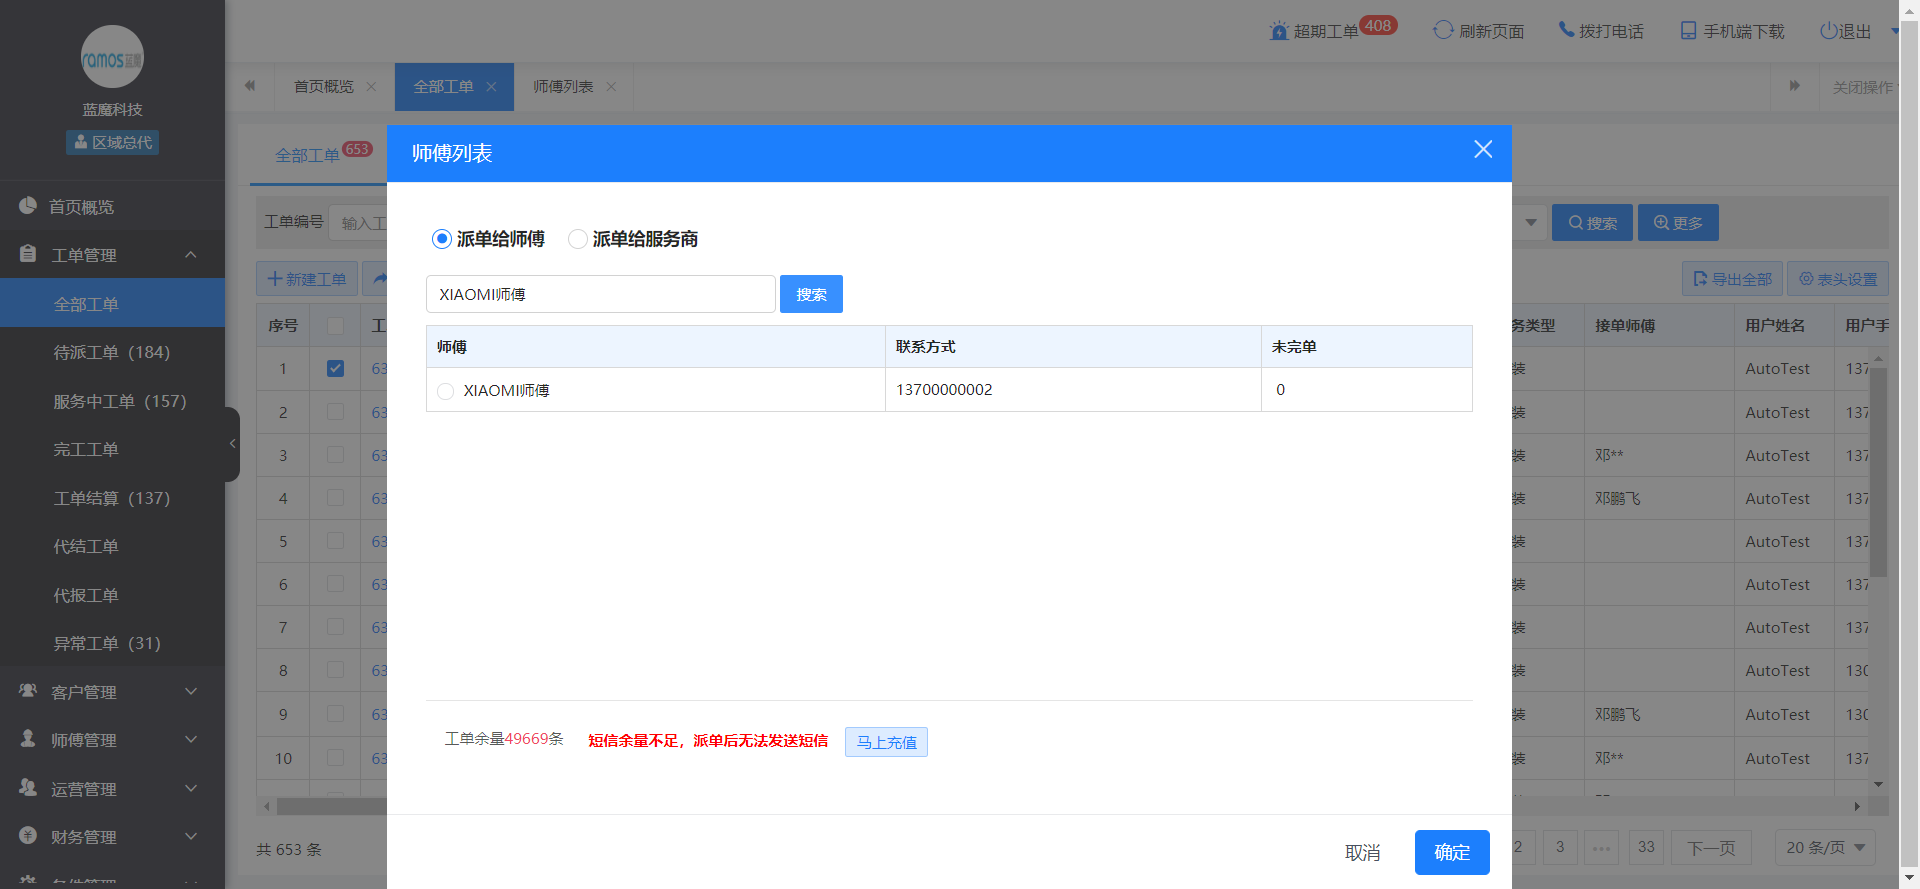 ramos蓝魔
蓝魔科技
区域总代
首页概览
工单管理
全部工单
待派工单（184）
服务中工单（157）
完工工单
工单结算（137）
代结工单
代报工单
异常工单（31）
客户管理
师傅管理
运营管理
财务管理
超期工单 408
刷新页面
拨打电话
手机端下载
退出
首页概览
全部工单
师傅列表
关闭操作
全部工单 653
工单编号
输入工
搜索
更多
新建工单
导出全部
表头设置
序号 工 务类型 接单师傅 用户姓名 用户手
1 63 装 AutoTest 137
2 63 装 AutoTest 137
3 63 装 邓** AutoTest 137
4 63 装 邓鹏飞 AutoTest 137
5 63 装 AutoTest 137
6 63 装 AutoTest 137
7 63 装 AutoTest 137
8 63 装 AutoTest 130
9 63 装 邓鹏飞 AutoTest 130
10 63 装 邓** AutoTest 137
共 653 条
2 3 ••• 33 下一页 20 条/页
师傅列表
派单给师傅 派单给服务商
XIAOMI师傅 搜索
师傅 联系方式 未完单
XIAOMI师傅 13700000002 0
工单余量49669条 短信余量不足，派单后无法发送短信 马上充值
取消 确定